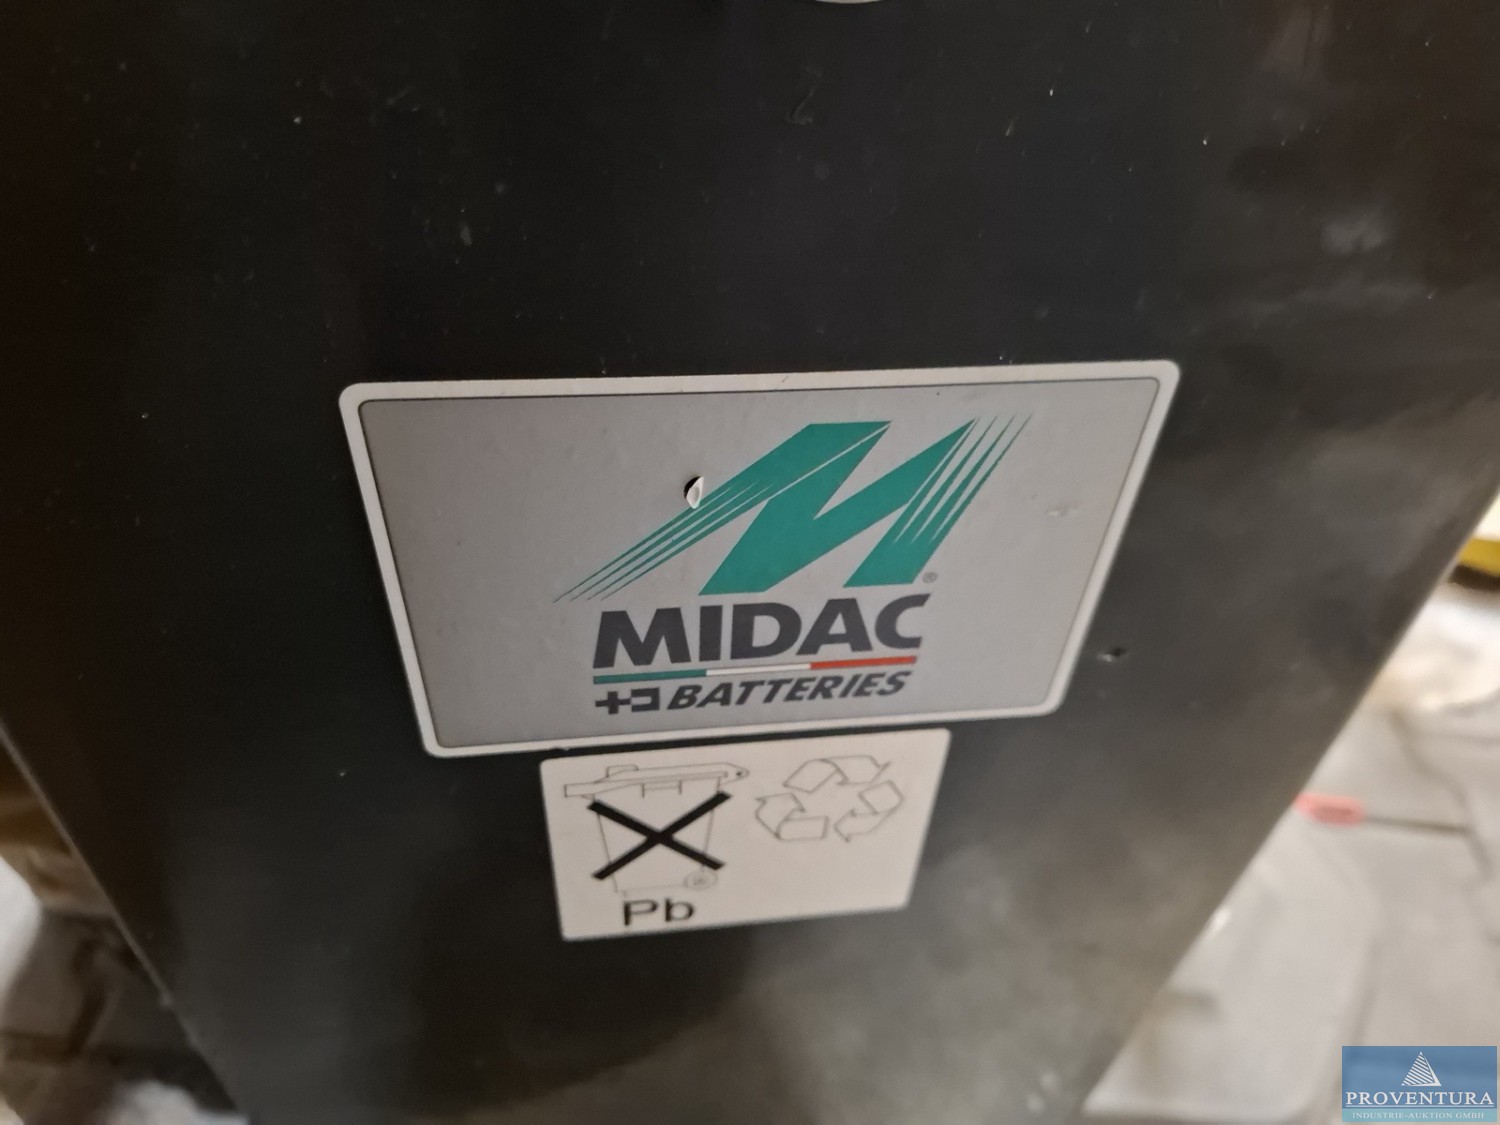 ®
MIDAC
BATTERIES
Pb
PROVENTURA
INDUSTRIE-AUKTION GMBH